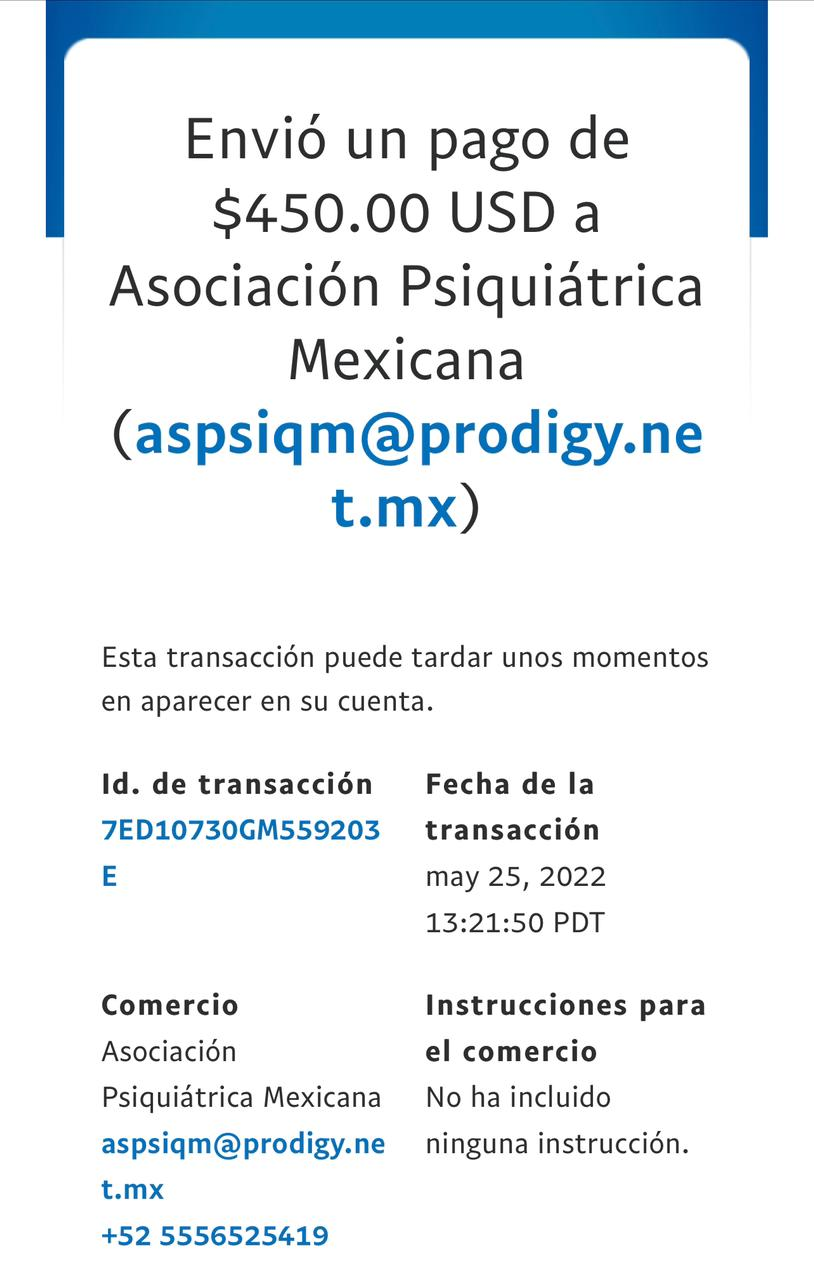 Envió un pago de
$450.00 USD a
Asociación Psiquiátrica
Mexicana
(aspsiqm@prodigy.ne
t.mx)
Esta transacción puede tardar unos momentos
en aparecer en su cuenta.
Id. de transacción
7ED10730GM559203
E
Fecha de la
transacción
may 25, 2022
13:21:50 PDT
Comercio
Asociación
Psiquiátrica Mexicana
aspsiqm@prodigy.ne
t.mx
+52 5556525419
Instrucciones para
el comercio
No ha incluido
ninguna instrucción.